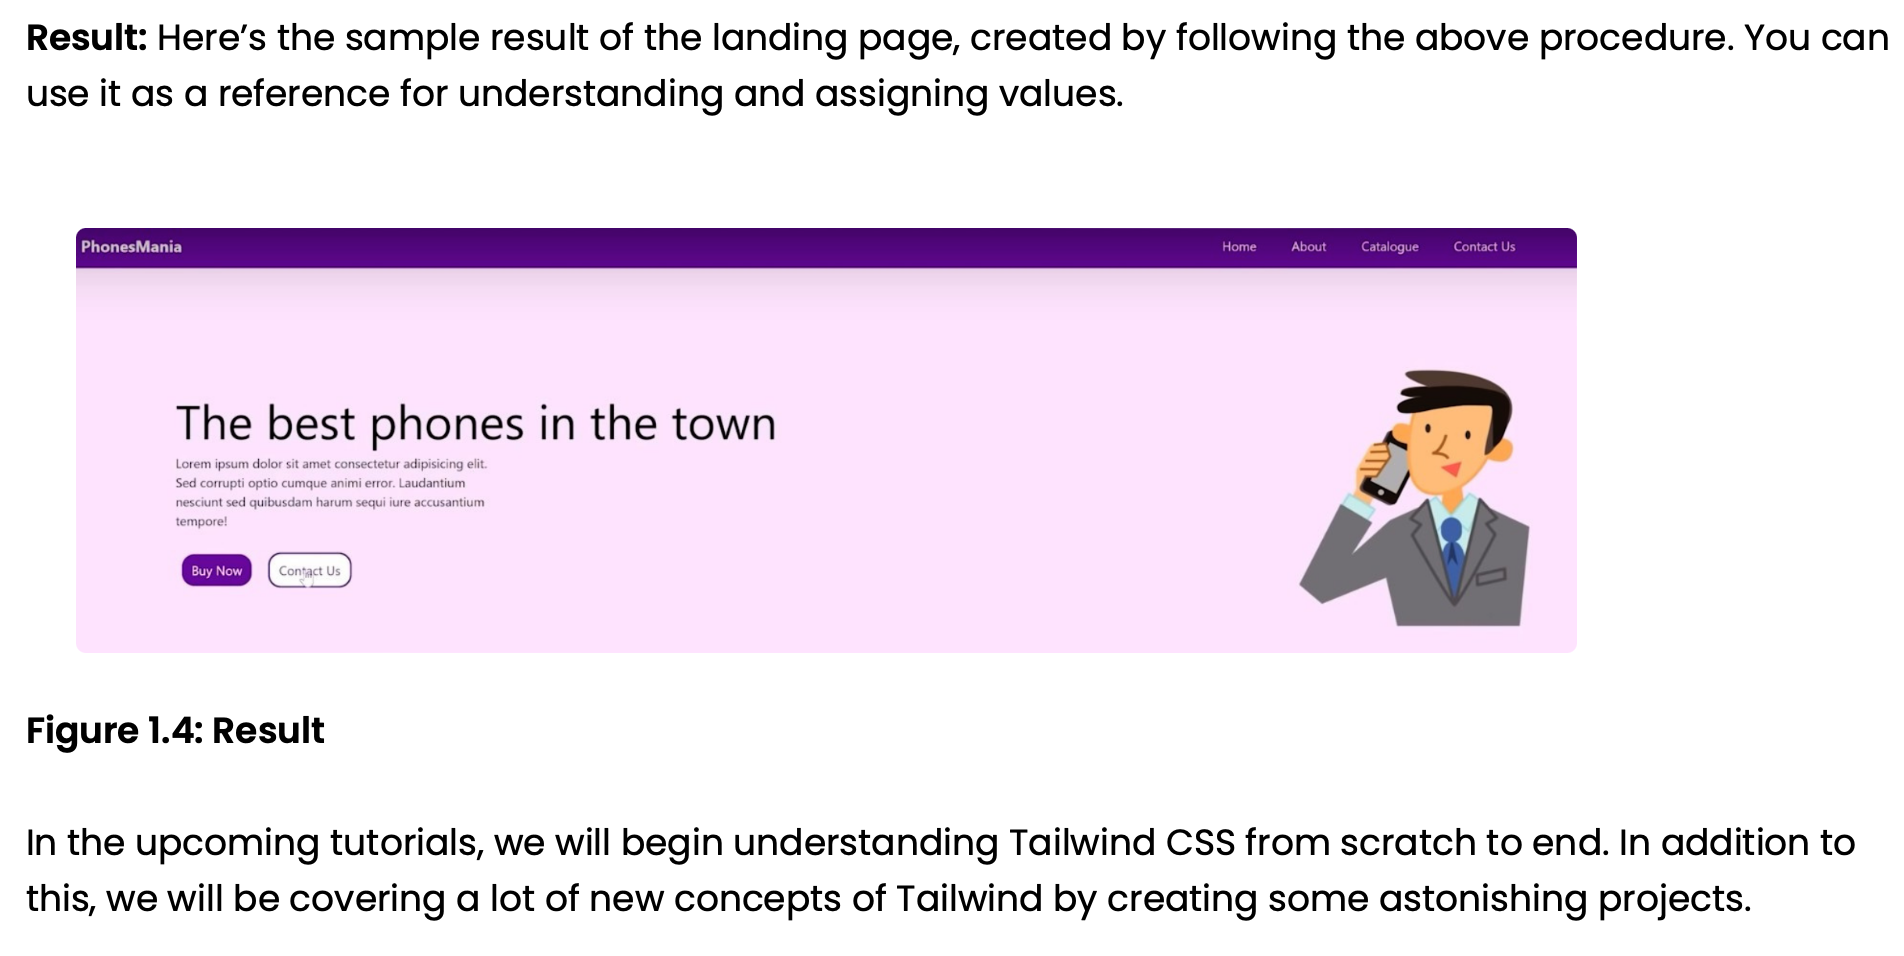 Result: Here’s the sample result of the landing page, created by following the above procedure. You can
use it as a reference for understanding and assigning values.
PhonesMania
Home About Catalogue Contact Us
The best phones in the town
Lorem ipsum dolor sit amet consectetur adipisicing elit.
Sed corrupti optio cumque animi error. Laudantium
nesciunt sed quibusdam harum sequi iure accusantium
tempore!
Buy Now Contact Us
Figure 1.4: Result
In the upcoming tutorials, we will begin understanding Tailwind CSS from scratch to end. In addition to
this, we will be covering a lot of new concepts of Tailwind by creating some astonishing projects.